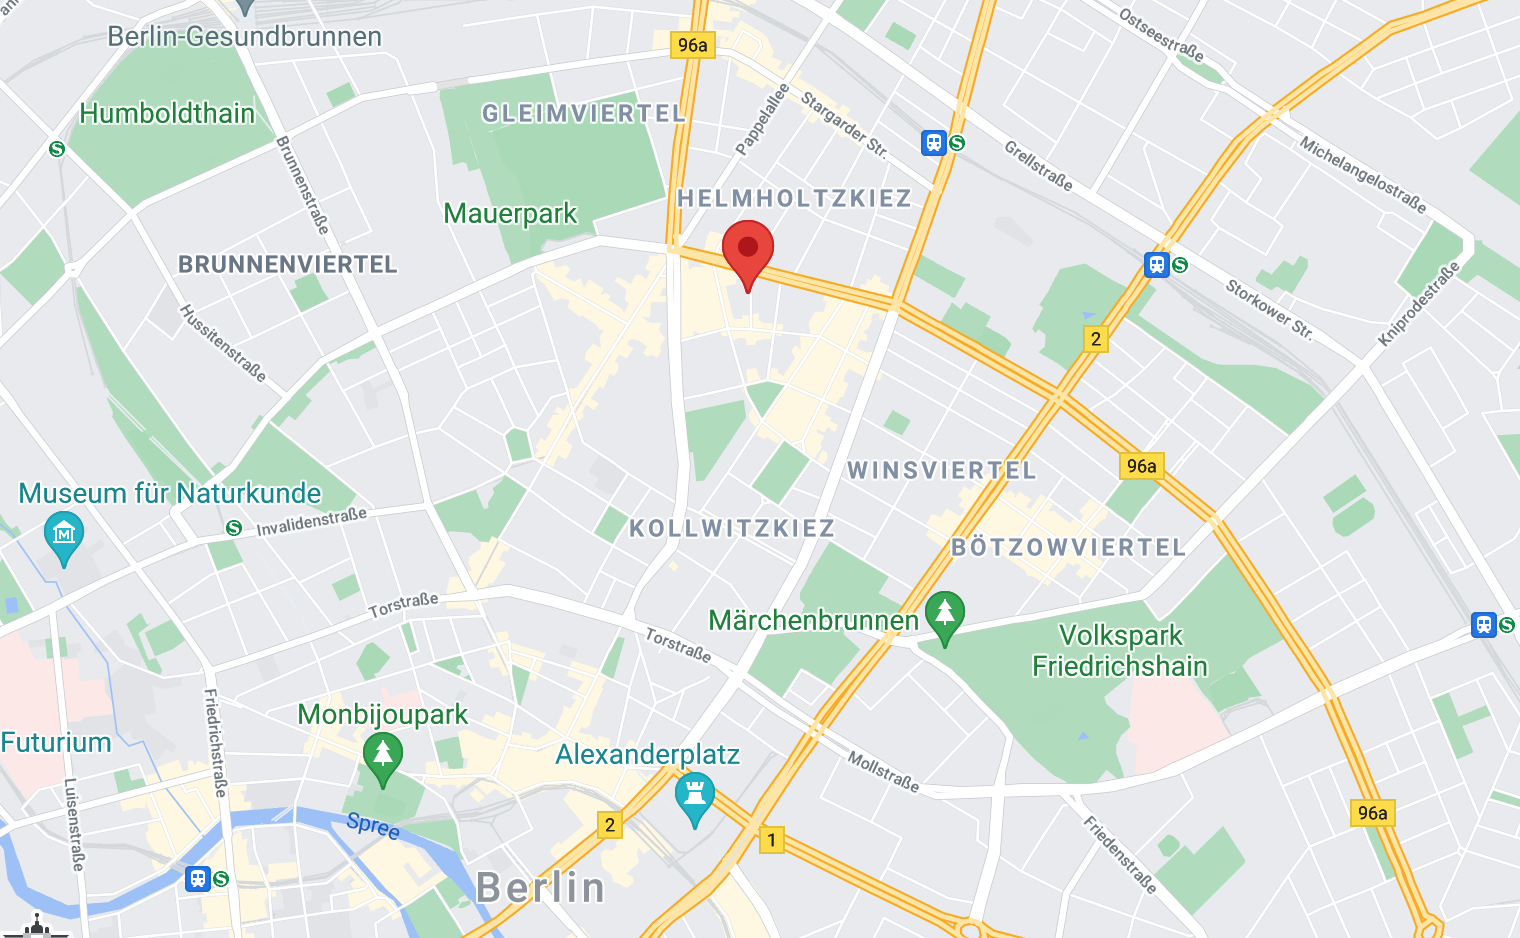 Ostseestraße
Berlin-Gesundbrunnen
96a
Humboldthain
GLEIMVIERTEL
Pappelallee
Stargarder Str.
S
S
Grellstraße
Michelangelostraße
Brunnenstraße
HELMHOLTZKIEZ
Mauerpark
BRUNNENVIERTEL
S
Storkower Str.
Kniprodestraße
Hussitenstraße
2
WINSVIERTEL
96a
Museum für Naturkunde
M
S
Invalidenstraße
KOLLWITZKIEZ
BÖTZOWVIERTEL
Torstraße
Märchenbrunnen
Volkspark
Friedrichshain
S
Torstraße
Friedrichstraße
Monbijoupark
Futurium
Alexanderplatz
Mollstraße
Luisenstraße
Spree
2
1
96a
Friedenstraße
S
Berlin